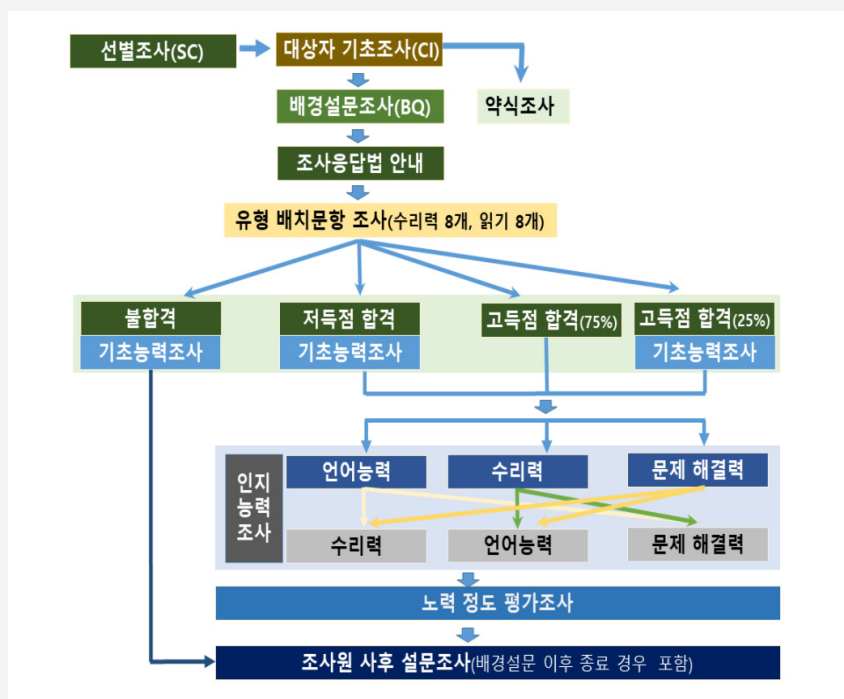 선별조사(SC)
대상자 기초조사(CI)
배경설문조사(BQ)
약식조사
조사응답법 안내
유형 배치문항 조사(수리력 8개, 읽기 8개)
불합격
기초능력조사
저득점 합격
기초능력조사
고득점 합격(75%)
고득점 합격(25%)
기초능력조사
인지
능력
조사
언어능력
수리력
문제 해결력
수리력
언어능력
문제 해결력
노력 정도 평가조사
조사원 사후 설문조사(배경설문 이후 종료 경우 포함)